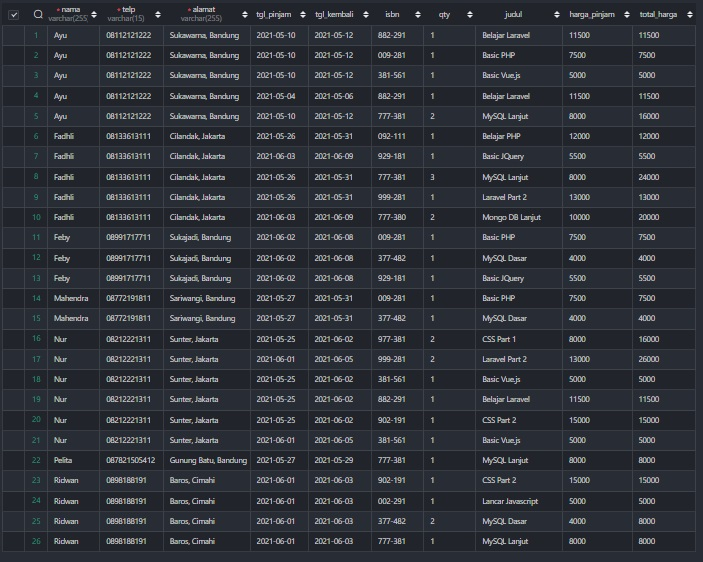 nama telp alamat tgl_pinjam tgl_kembali isbn qty judul harga_pinjam total_harga
varchar(255) varchar(15) varchar(255)
1 Ayu 08112121222 Sukawarna, Bandung 2021-05-10 2021-05-12 882-291 1 Belajar Laravel 11500 11500
2 Ayu 08112121222 Sukawarna, Bandung 2021-05-10 2021-05-12 009-281 1 Basic PHP 7500 7500
3 Ayu 08112121222 Sukawarna, Bandung 2021-05-10 2021-05-12 381-561 1 Basic Vue,js 5000 5000
4 Ayu 08112121222 Sukawarna, Bandung 2021-05-04 2021-05-06 882-291 1 Belajar Laravel 11500 11500
5 Ayu 08112121222 Sukawarna, Bandung 2021-05-10 2021-05-12 777-381 2 MySQL Lanjut 8000 16000
6 Fadhli 08133613111 Cilandak, Jakarta 2021-05-26 2021-05-31 092-111 1 Belajar PHP 12000 12000
7 Fadhli 08133613111 Cilandak, Jakarta 2021-06-03 2021-06-09 929-181 1 Basic JQuery 5500 5500
8 Fadhli 08133613111 Cilandak, Jakarta 2021-05-26 2021-05-31 777-381 3 MySQL Lanjut 8000 24000
9 Fadhli 08133613111 Cilandak, Jakarta 2021-05-26 2021-05-31 999-281 1 Laravel Part 2 13000 13000
10 Fadhli 08133613111 Cilandak, Jakarta 2021-06-03 2021-06-09 777-380 2 Mongo DB Lanjut 10000 20000
11 Feby 08991717711 Sukajadi, Bandung 2021-06-02 2021-06-08 009-281 1 Basic PHP 7500 7500
12 Feby 08991717711 Sukajadi, Bandung 2021-06-02 2021-06-08 377-482 1 MySQL Dasar 4000 4000
13 Feby 08991717711 Sukajadi, Bandung 2021-06-02 2021-06-08 929-181 1 Basic JQuery 5500 5500
14 Mahendra 08772191811 Sariwangi, Bandung 2021-05-27 2021-05-31 009-281 1 Basic PHP 7500 7500
15 Mahendra 08772191811 Sariwangi, Bandung 2021-05-27 2021-05-31 377-482 1 MySQL Dasar 4000 4000
16 Nur 08212221311 Sunter, Jakarta 2021-05-25 2021-06-02 977-381 2 CSS Part 1 8000 16000
17 Nur 08212221311 Sunter, Jakarta 2021-06-01 2021-06-05 999-281 2 Laravel Part 2 13000 26000
18 Nur 08212221311 Sunter, Jakarta 2021-05-25 2021-06-02 381-561 1 Basic Vue,js 5000 5000
19 Nur 08212221311 Sunter, Jakarta 2021-05-25 2021-06-02 882-291 1 Belajar Laravel 11500 11500
20 Nur 08212221311 Sunter, Jakarta 2021-05-25 2021-06-02 902-191 1 CSS Part 2 15000 15000
21 Nur 08212221311 Sunter, Jakarta 2021-06-01 2021-06-05 381-561 1 Basic Vue,js 5000 5000
22 Pelita 087821505412 Gunung Batu, Bandung 2021-05-27 2021-05-29 777-381 1 MySQL Lanjut 8000 8000
23 Ridwan 0898188191 Baros, Cimahi 2021-06-01 2021-06-03 902-191 1 CSS Part 2 15000 15000
24 Ridwan 0898188191 Baros, Cimahi 2021-06-01 2021-06-03 002-291 1 Lancar Javascript 5000 5000
25 Ridwan 0898188191 Baros, Cimahi 2021-06-01 2021-06-03 377-482 2 MySQL Dasar 4000 8000
26 Ridwan 0898188191 Baros, Cimahi 2021-06-01 2021-06-03 777-381 1 MySQL Lanjut 8000 8000